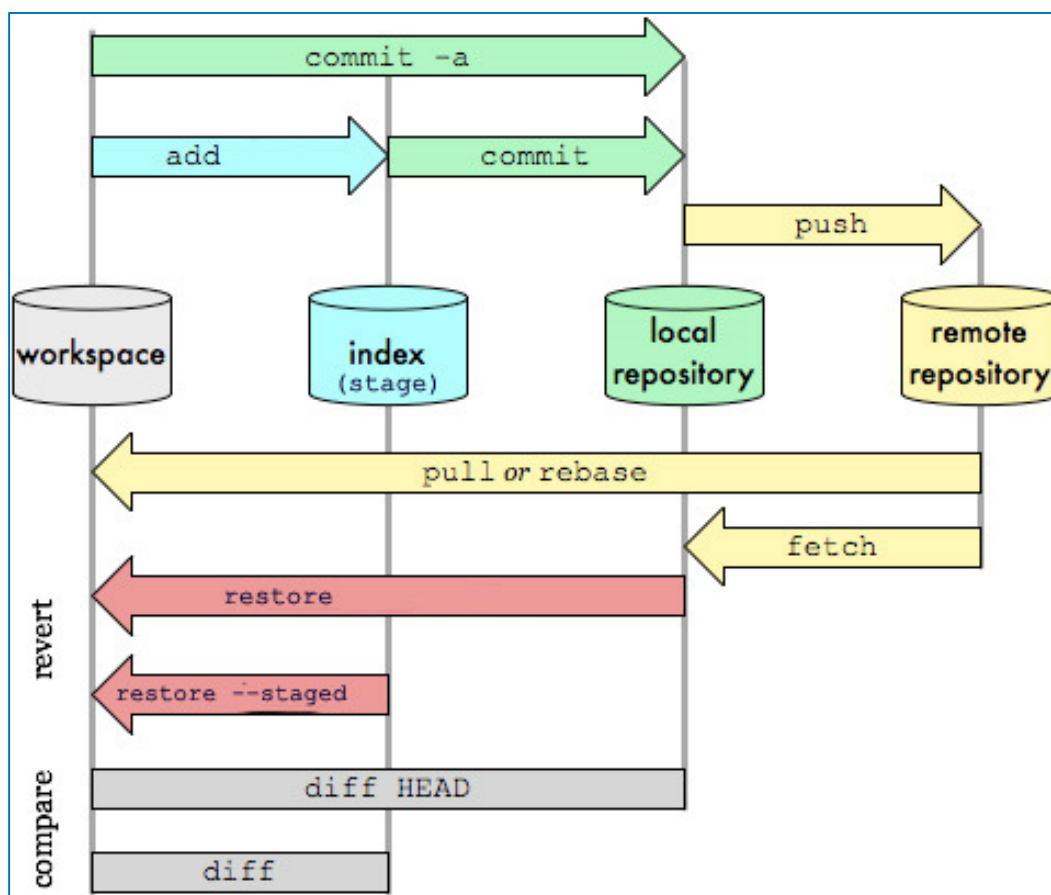 commit -a
add
commit
push
workspace
index
(stage)
local
repository
remote
repository
pull or rebase
fetch
revert
restore
restore --staged
compare
diff HEAD
diff